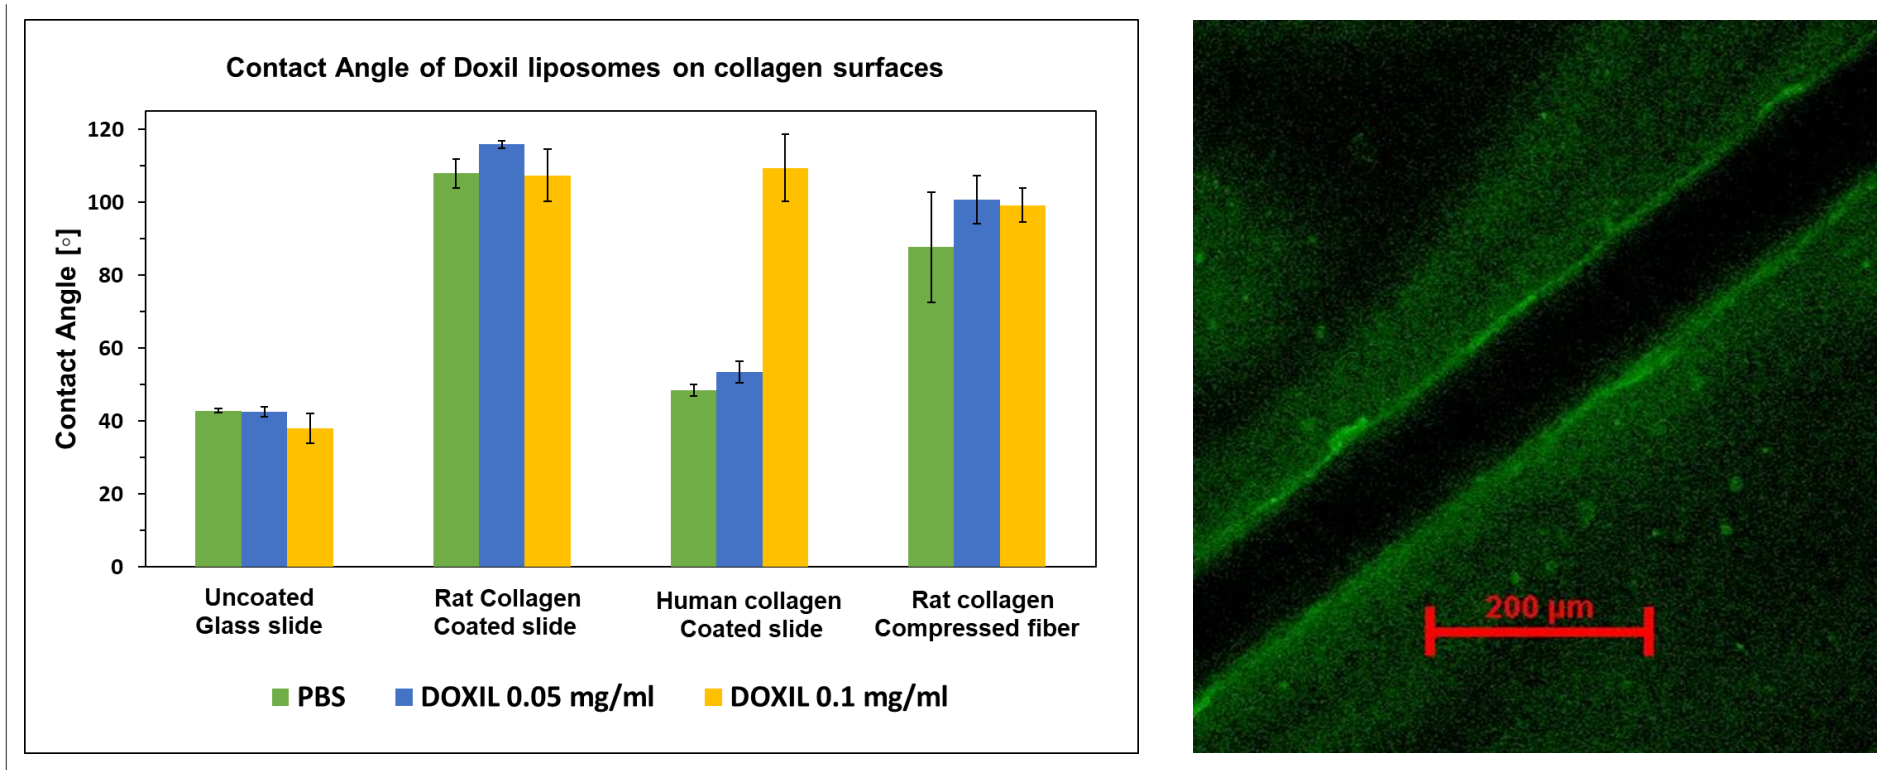 Contact Angle of Doxil liposomes on collagen surfaces
Contact Angle [◦]
120
100
80
60
40
20
0
Uncoated
Glass slide
Rat Collagen
Coated slide
Human collagen
Coated slide
Rat collagen
Compressed fiber
PBS
DOXIL 0.05 mg/ml
DOXIL 0.1 mg/ml
200 µm